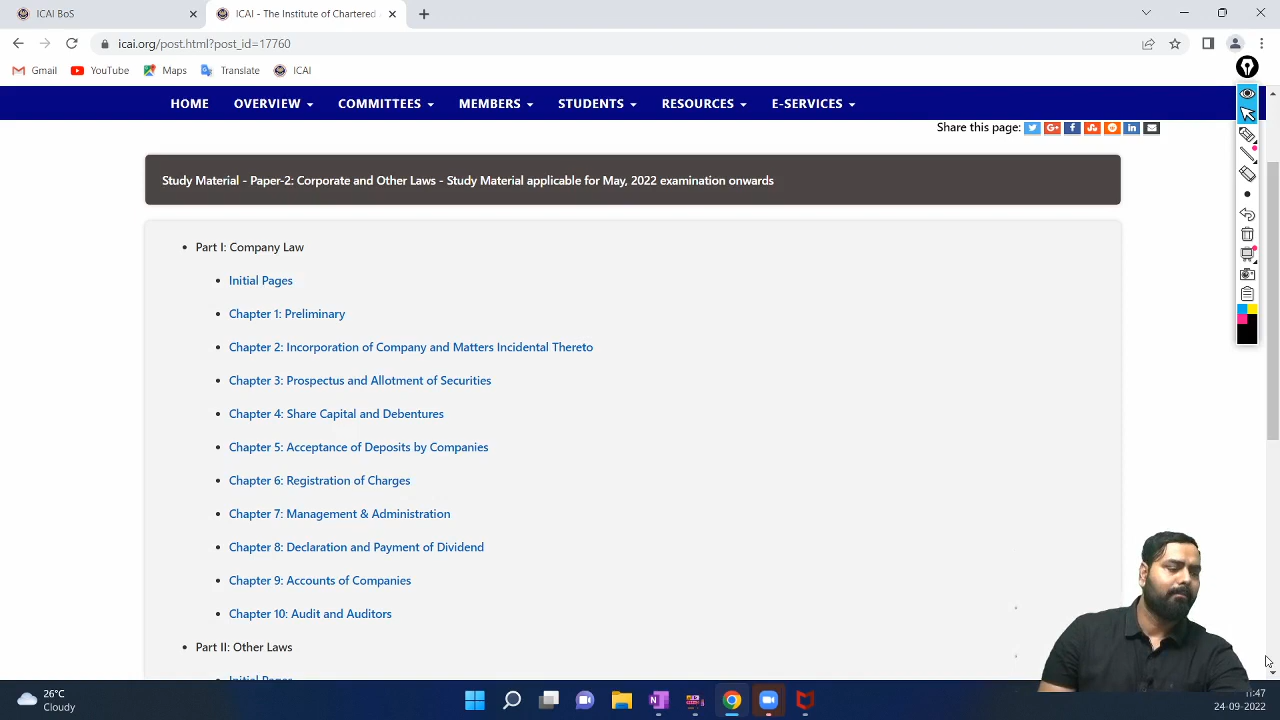 ICAI BoS
ICAI - The Institute of Chartered
icai.org/post.html?post_id=17760
Gmail
YouTube
Maps
Translate
ICAI
HOME
OVERVIEW
COMMITTEES
MEMBERS
STUDENTS
RESOURCES
E-SERVICES
Share this page:
Study Material - Paper-2: Corporate and Other Laws - Study Material applicable for May, 2022 examination onwards
Part I: Company Law
Initial Pages
Chapter 1: Preliminary
Chapter 2: Incorporation of Company and Matters Incidental Thereto
Chapter 3: Prospectus and Allotment of Securities
Chapter 4: Share Capital and Debentures
Chapter 5: Acceptance of Deposits by Companies
Chapter 6: Registration of Charges
Chapter 7: Management & Administration
Chapter 8: Declaration and Payment of Dividend
Chapter 9: Accounts of Companies
Chapter 10: Audit and Auditors
Part II: Other Laws
Initial Pages
26°C
Cloudy
11:47
24-09-2022